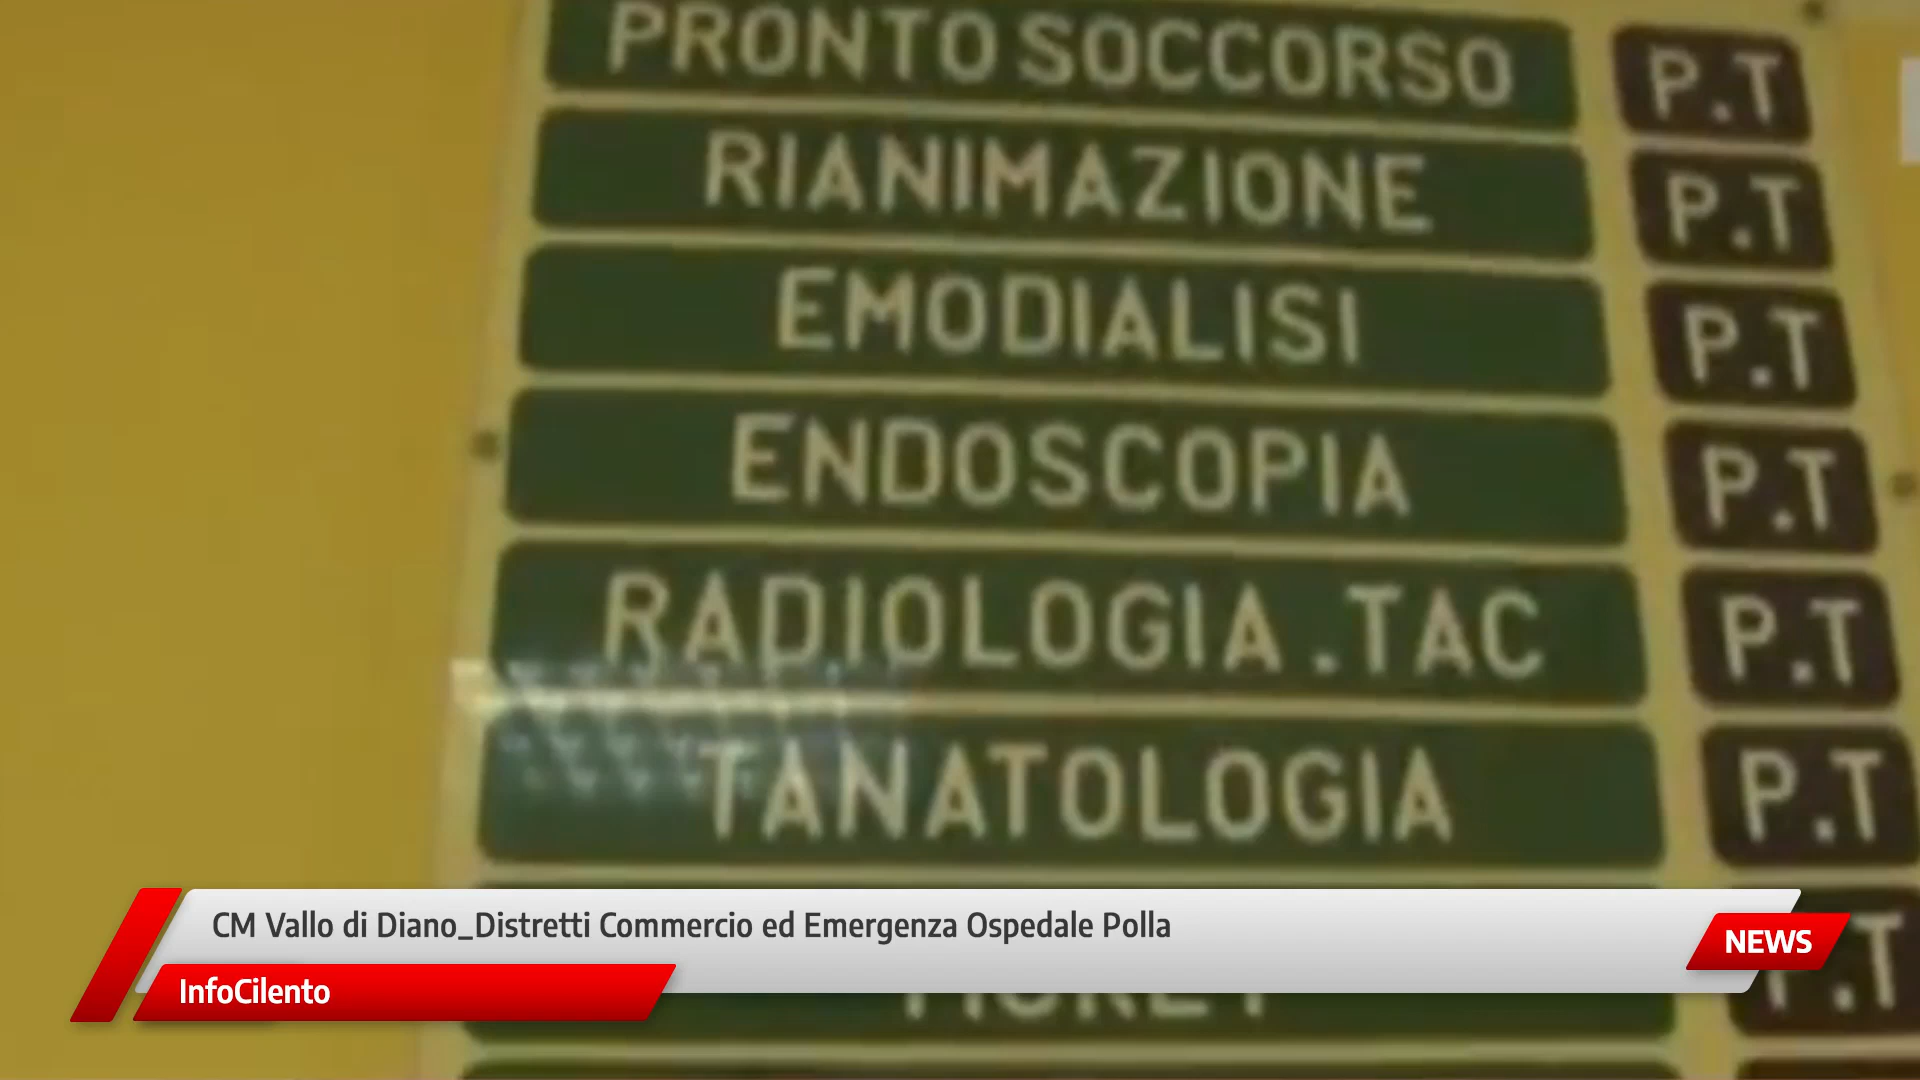 PRONTO SOCCORSO P.T
RIANIMAZIONE P.T
EMODIALISI P.T
ENDOSCOPIA P.T
RADIOLOGIA .TAC P.T
TANATOLOGIA P.T
CM Vallo di Diano_Distretti Commercio ed Emergenza Ospedale Polla
NEWS
P.T
InfoCilento